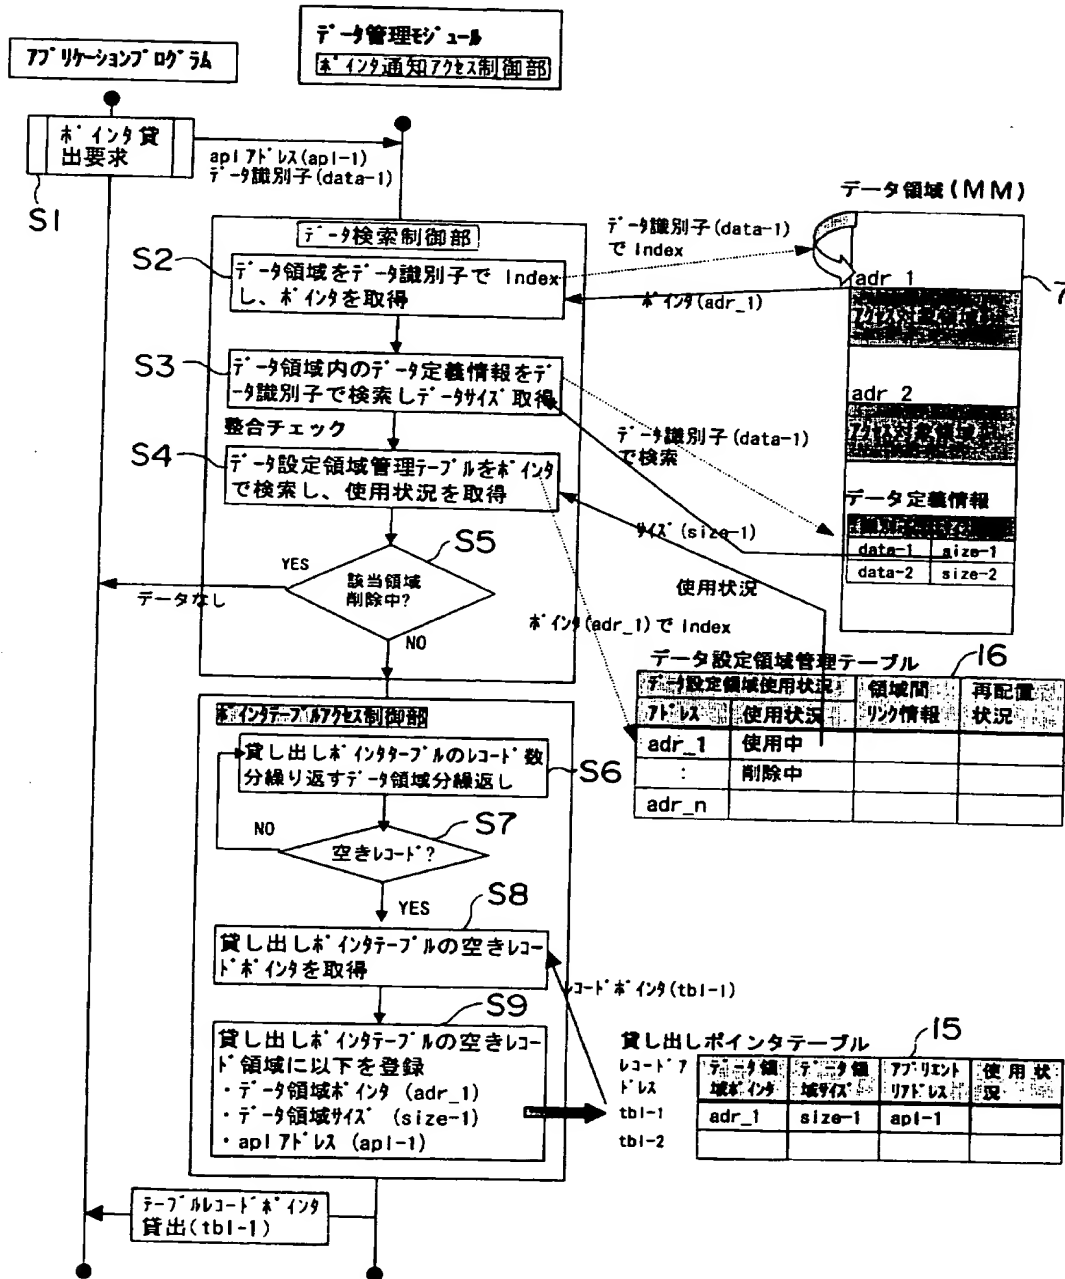 アプリケーションプログラム
データ管理モジュール
ポインタ通知アクセス制御部
ポインタ貸
出要求
S1
aplアドレス(apl-1)
データ識別子(data-1)
データ領域(MM)
7
データ検索制御部
S2
データ領域をデータ識別子で Index
し、ポインタを取得
データ識別子(data-1)
で Index
ポインタ(adr_1)
adr_1
アクセス対象領域
S3
データ領域内のデータ定義情報をデ
ータ識別子で検索しデータサイズ取得
adr_2
アクセス対象領域
整合チェック
S4
データ設定領域管理テーブルをポインタ
で検索し、使用状況を取得
データ識別子(data-1)
で検索
サイズ(size-1)
データ定義情報
data-1 size-1
data-2 size-2
S5
YES
該当領域
削除中?
データなし
NO
使用状況
ポインタ(adr_1)で Index
データ設定領域管理テーブル
16
データ設定領域使用状況 領域間リンク情報 再配置状況
アドレス 使用状況
adr_1 使用中
: 削除中
adr_n
ポインタテーブルアクセス制御部
貸し出しポインタターブルのレコード数
分繰り返すデータ領域分繰返し
S6
NO
S7
空きレコード?
YES
S8
貸し出しポインタテーブルの空きレコー
ドポインタを取得
レコードポインタ(tbl-1)
S9
貸し出しポインタテーブルの空きレコー
ド領域に以下を登録
・データ領域ポインタ(adr_1)
・データ領域サイズ(size-1)
・aplアドレス(apl-1)
貸し出しポインタテーブル
15
レコードア
ドレス
データ領域ポインタ データ領域サイズ アプリエントリアドレス 使用状況
tbl-1 adr_1 size-1 apl-1
tbl-2
テーブルレコードポインタ
貸出(tbl-1)